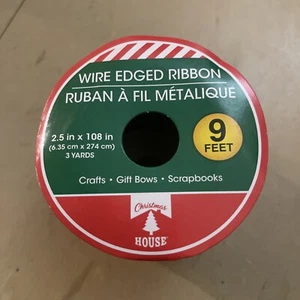 WIRE EDGED RIBBON
RUBAN À FIL MÉTALIQUE
2.5 in x 108 in
(6.35 cm x 274 cm)
3 YARDS
9
FEET
Crafts • Gift Bows • Scrapbooks
Christmas
HOUSE®